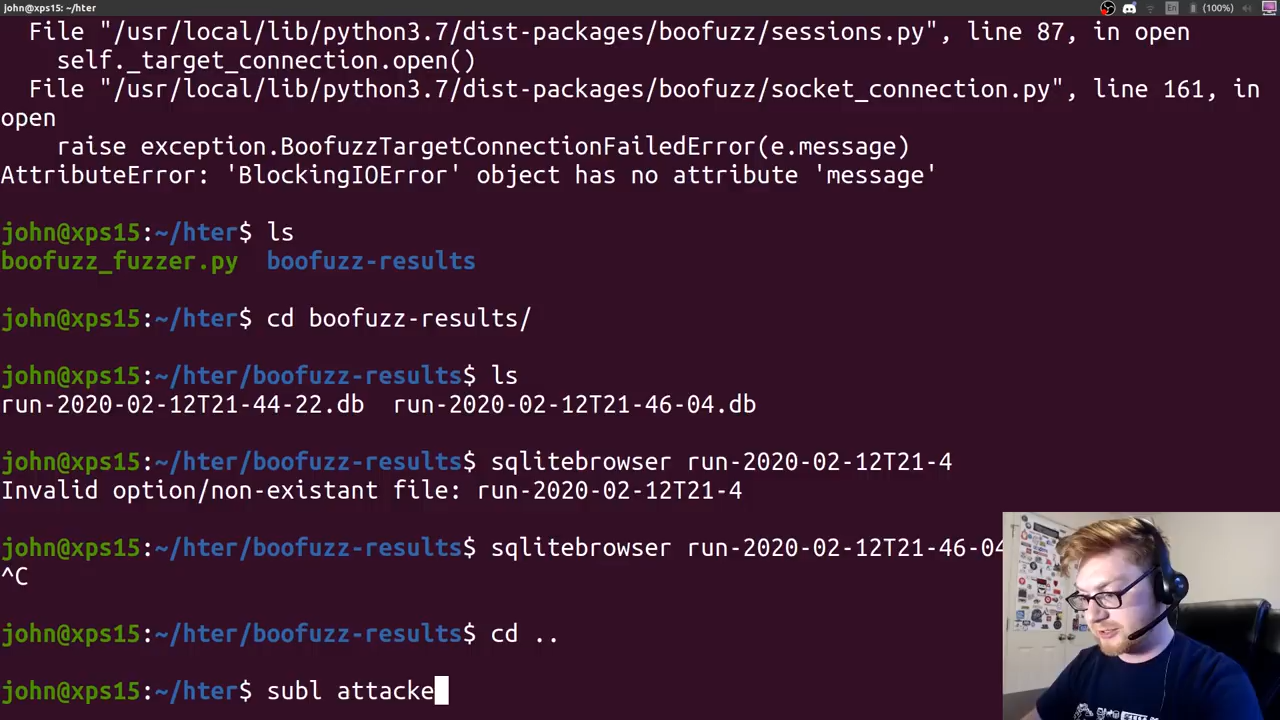 john@xps15: ~/hter
En
(100%)
File "/usr/local/lib/python3.7/dist-packages/boofuzz/sessions.py", line 87, in open
self._target_connection.open()
File "/usr/local/lib/python3.7/dist-packages/boofuzz/socket_connection.py", line 161, in
open
raise exception.BoofuzzTargetConnectionFailedError(e.message)
AttributeError: 'BlockingIOError' object has no attribute 'message'
john@xps15:~/hter$ ls
boofuzz_fuzzer.py  boofuzz-results
john@xps15:~/hter$ cd boofuzz-results/
john@xps15:~/hter/boofuzz-results$ ls
run-2020-02-12T21-44-22.db  run-2020-02-12T21-46-04.db
john@xps15:~/hter/boofuzz-results$ sqlitebrowser run-2020-02-12T21-4
Invalid option/non-existant file: run-2020-02-12T21-4
john@xps15:~/hter/boofuzz-results$ sqlitebrowser run-2020-02-12T21-46-04
^C
john@xps15:~/hter/boofuzz-results$ cd ..
john@xps15:~/hter$ subl attacke